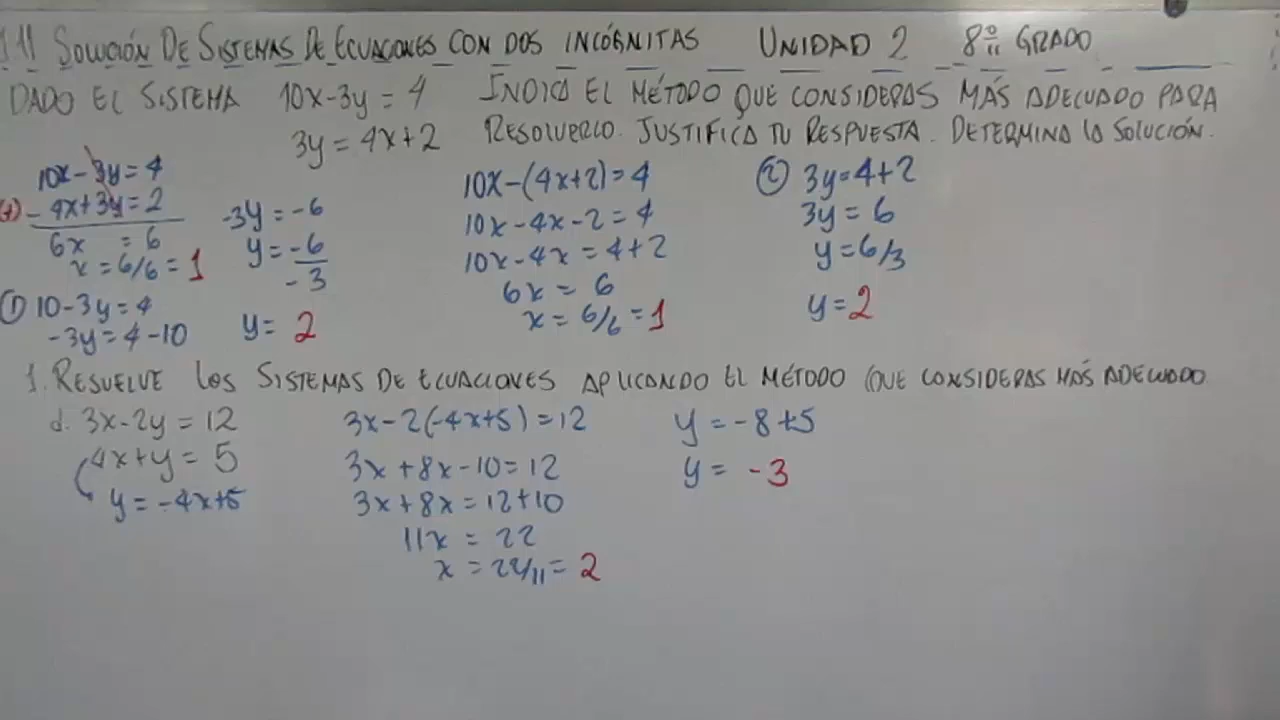 1.11 SOLUCIÓN DE SISTEMAS DE ECUACIONES CON DOS INCÓGNITAS UNIDAD 2 8º GRADO
DADO EL SISTEMA 10x-3y=4 INDICA EL MÉTODO QUE CONSIDERAS MÁS ADECUADO PARA
3y=4x+2 RESOLVERLO. JUSTIFICA TU RESPUESTA. DETERMINA LA SOLUCIÓN.
10x-3y=4
(+) -4x+3y=2
6x =6
x=6/6=1
① 10-3y=4
-3y=4-10
-3y=-6
y=-6/-3
y=2
10x-(4x+2)=4
10x-4x-2=4
10x-4x=4+2
6x=6
x=6/6=1
② 3y=4+2
3y=6
y=6/3
y=2
1. RESUELVE LOS SISTEMAS DE ECUACIONES APLICANDO EL MÉTODO QUE CONSIDERAS MÁS ADECUADO
d. 3x-2y=12
4x+y=5
y=-4x+5
3x-2(-4x+5)=12
3x+8x-10=12
3x+8x=12+10
11x=22
x=22/11=2
y=-8+5
y=-3